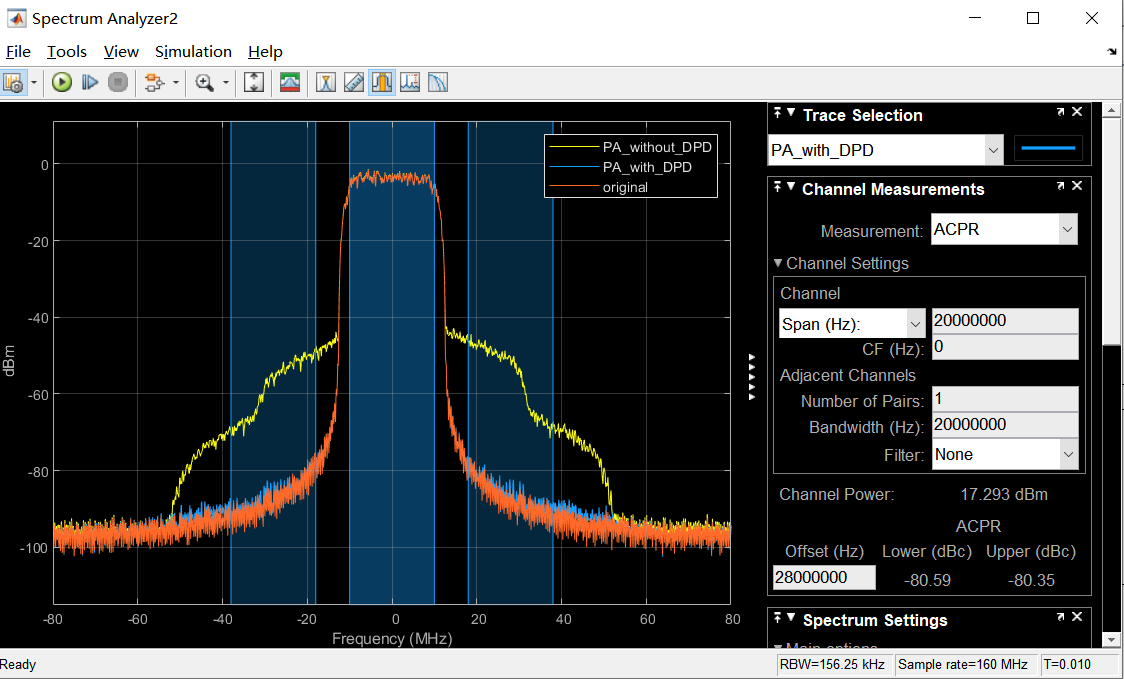 Spectrum Analyzer2
File Tools View Simulation Help
PA_without_DPD
PA_with_DPD
original
0
-20
-40
-60
-80
-100
dBm
-80 -60 -40 -20 0 20 40 60 80
Frequency (MHz)
Trace Selection
PA_with_DPD
Channel Measurements
Measurement: ACPR
Channel Settings
Channel
Span (Hz): 20000000
CF (Hz): 0
Adjacent Channels
Number of Pairs: 1
Bandwidth (Hz): 20000000
Filter: None
Channel Power: 17.293 dBm
ACPR
Offset (Hz) Lower (dBc) Upper (dBc)
28000000 -80.59 -80.35
Spectrum Settings
Main options
Ready
RBW=156.25 kHz Sample rate=160 MHz T=0.010